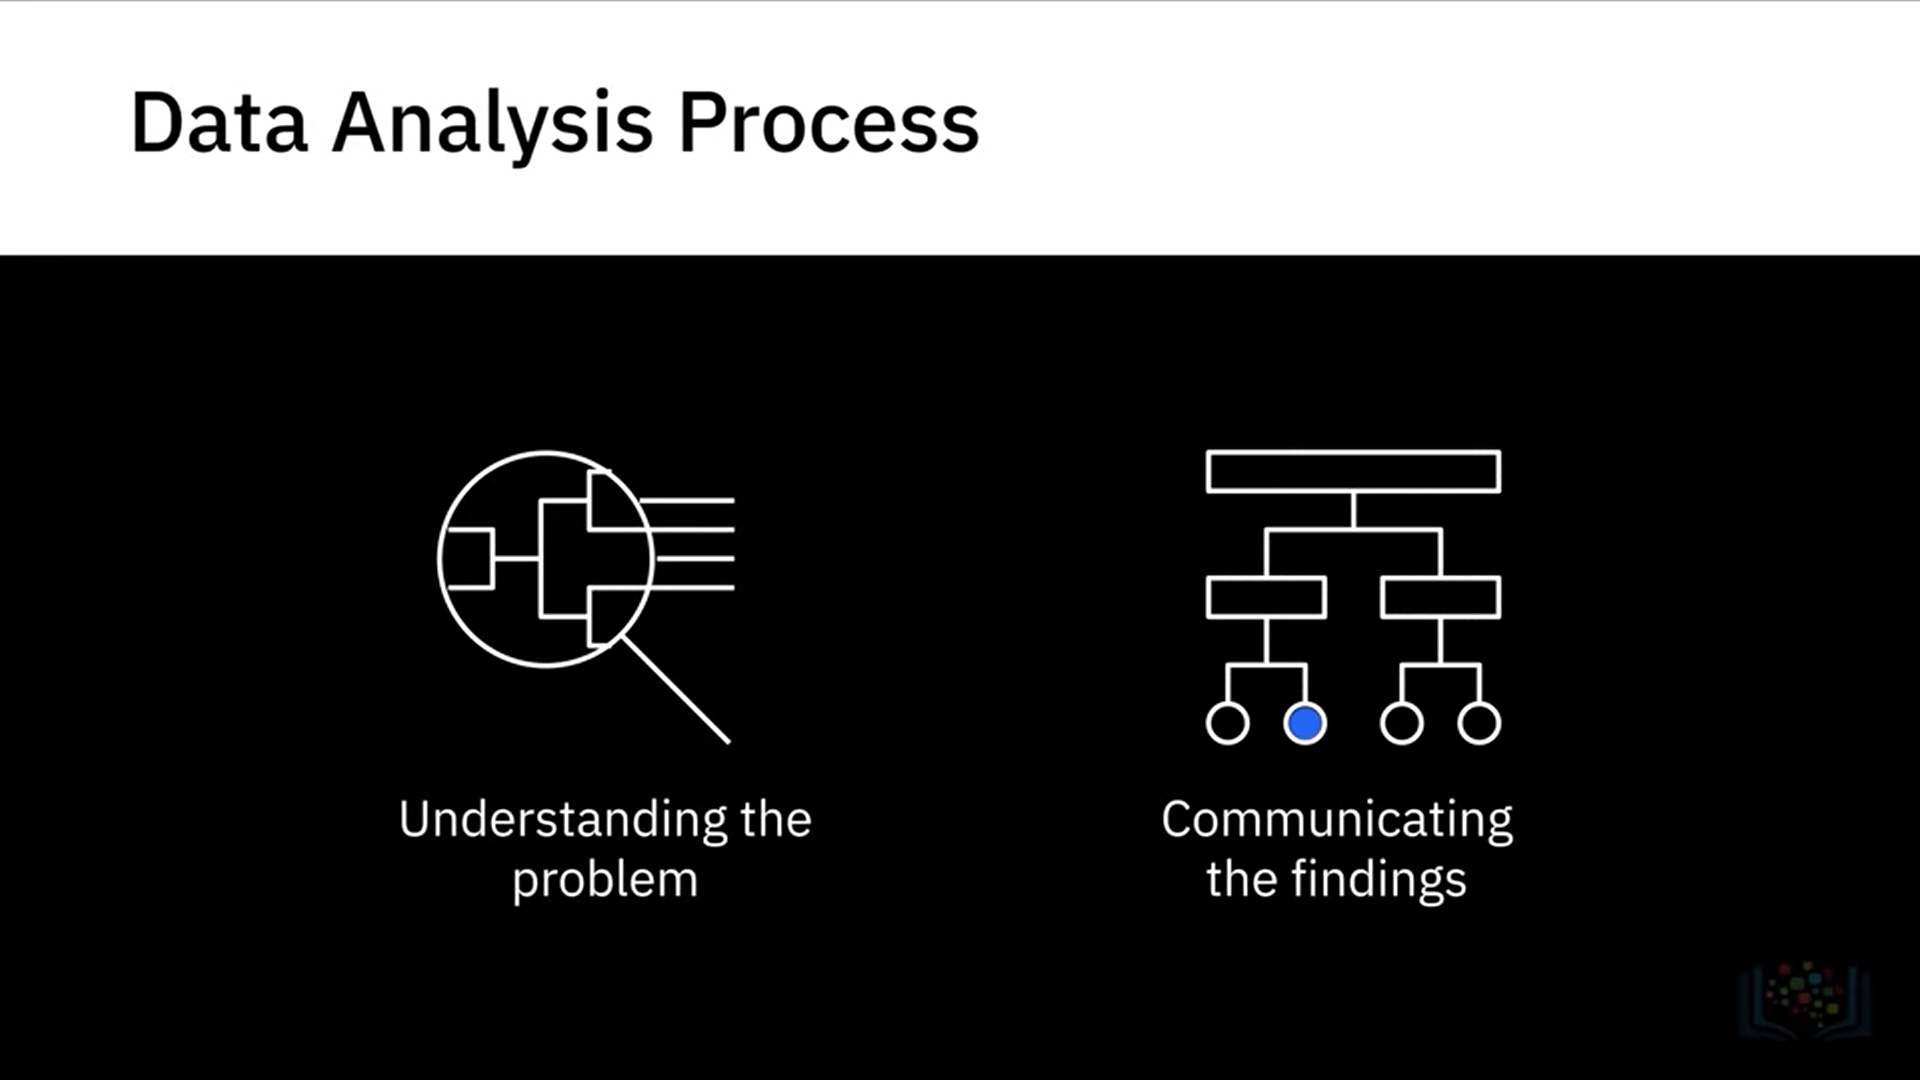 Data Analysis Process
Understanding the
problem
Communicating
the findings